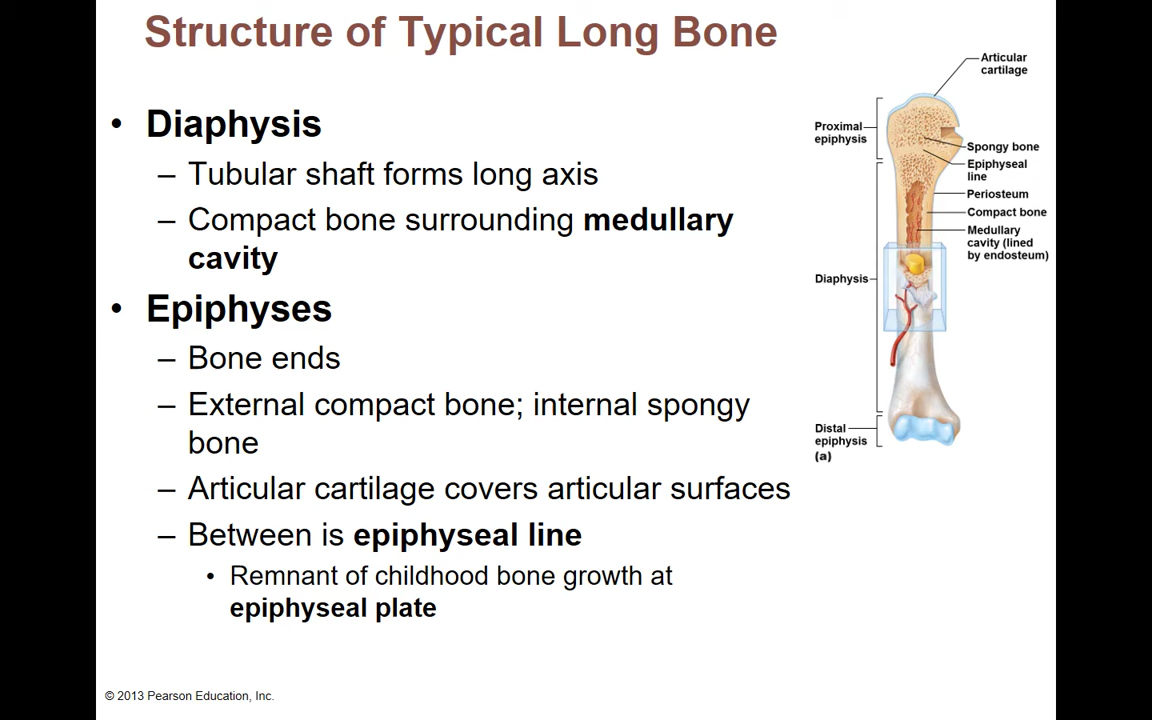 Structure of Typical Long Bone
• Diaphysis
– Tubular shaft forms long axis
– Compact bone surrounding medullary
cavity
• Epiphyses
– Bone ends
– External compact bone; internal spongy
bone
– Articular cartilage covers articular surfaces
– Between is epiphyseal line
• Remnant of childhood bone growth at
epiphyseal plate
Articular
cartilage
Proximal
epiphysis
Spongy bone
Epiphyseal
line
Periosteum
Compact bone
Medullary
cavity (lined
by endosteum)
Diaphysis
Distal
epiphysis
(a)
© 2013 Pearson Education, Inc.